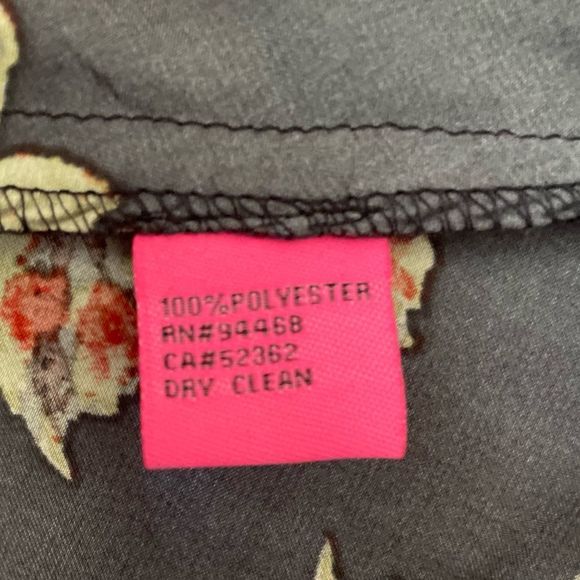 100%POLYESTER
RN#94468
CA#52362
DRY CLEAN